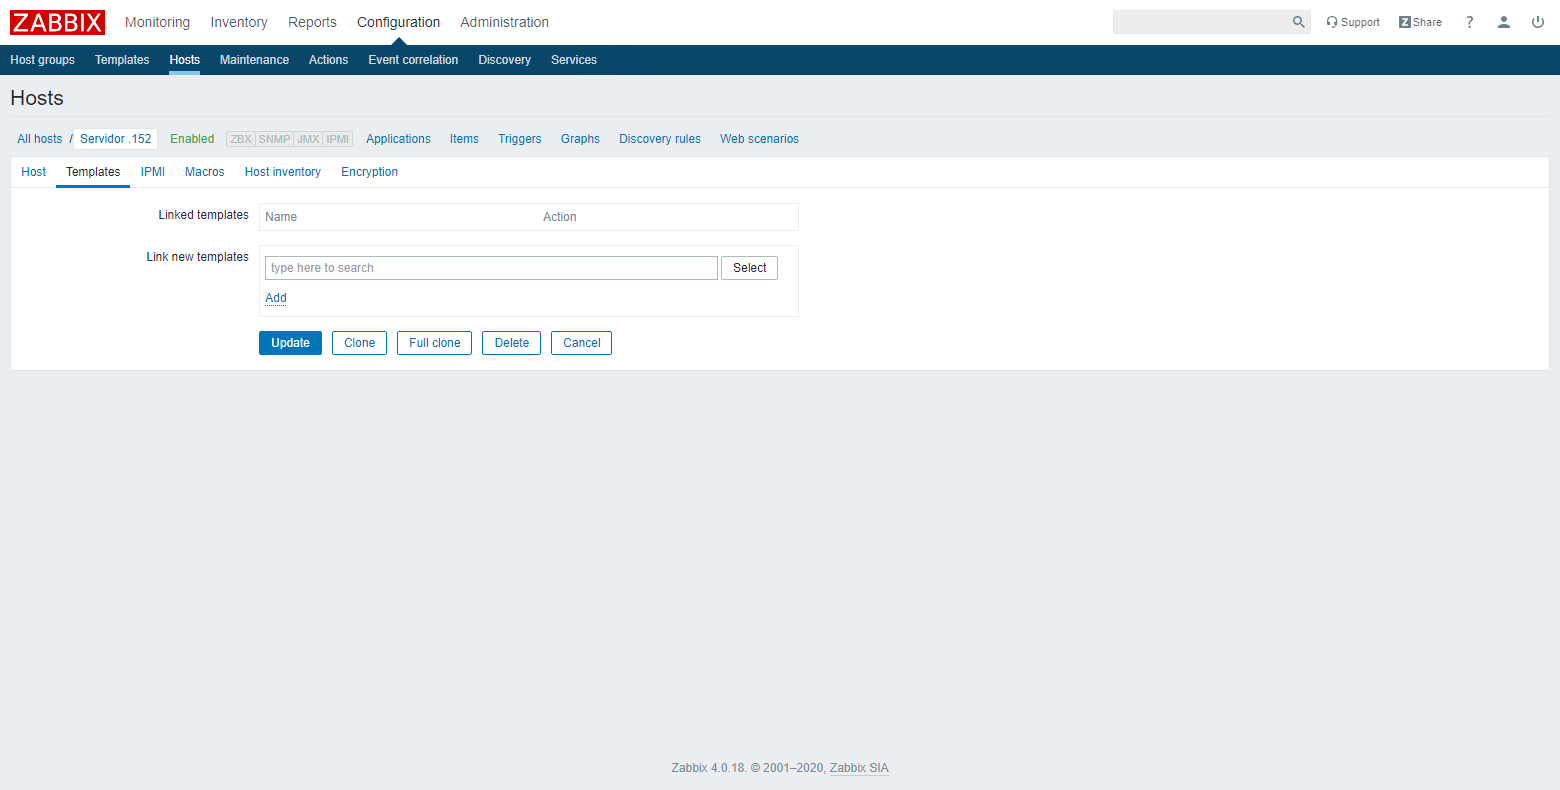 ZABBIX Monitoring Inventory Reports Configuration Administration Support Z Share ?
Host groups Templates Hosts Maintenance Actions Event correlation Discovery Services
Hosts
All hosts / Servidor .152 Enabled ZBX SNMP JMX IPMI Applications Items Triggers Graphs Discovery rules Web scenarios
Host Templates IPMI Macros Host inventory Encryption
Linked templates Name Action
Link new templates
type here to search Select
Add
Update Clone Full clone Delete Cancel
Zabbix 4.0.18. © 2001–2020, Zabbix SIA